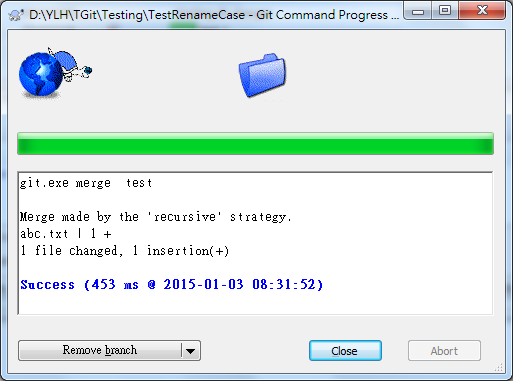 D:\YLH\TGit\Testing\TestRenameCase - Git Command Progress ...
git.exe merge  test
Merge made by the 'recursive' strategy.
abc.txt | 1 +
1 file changed, 1 insertion(+)
Success (453 ms @ 2015-01-03 08:31:52)
Remove branch
Close
Abort